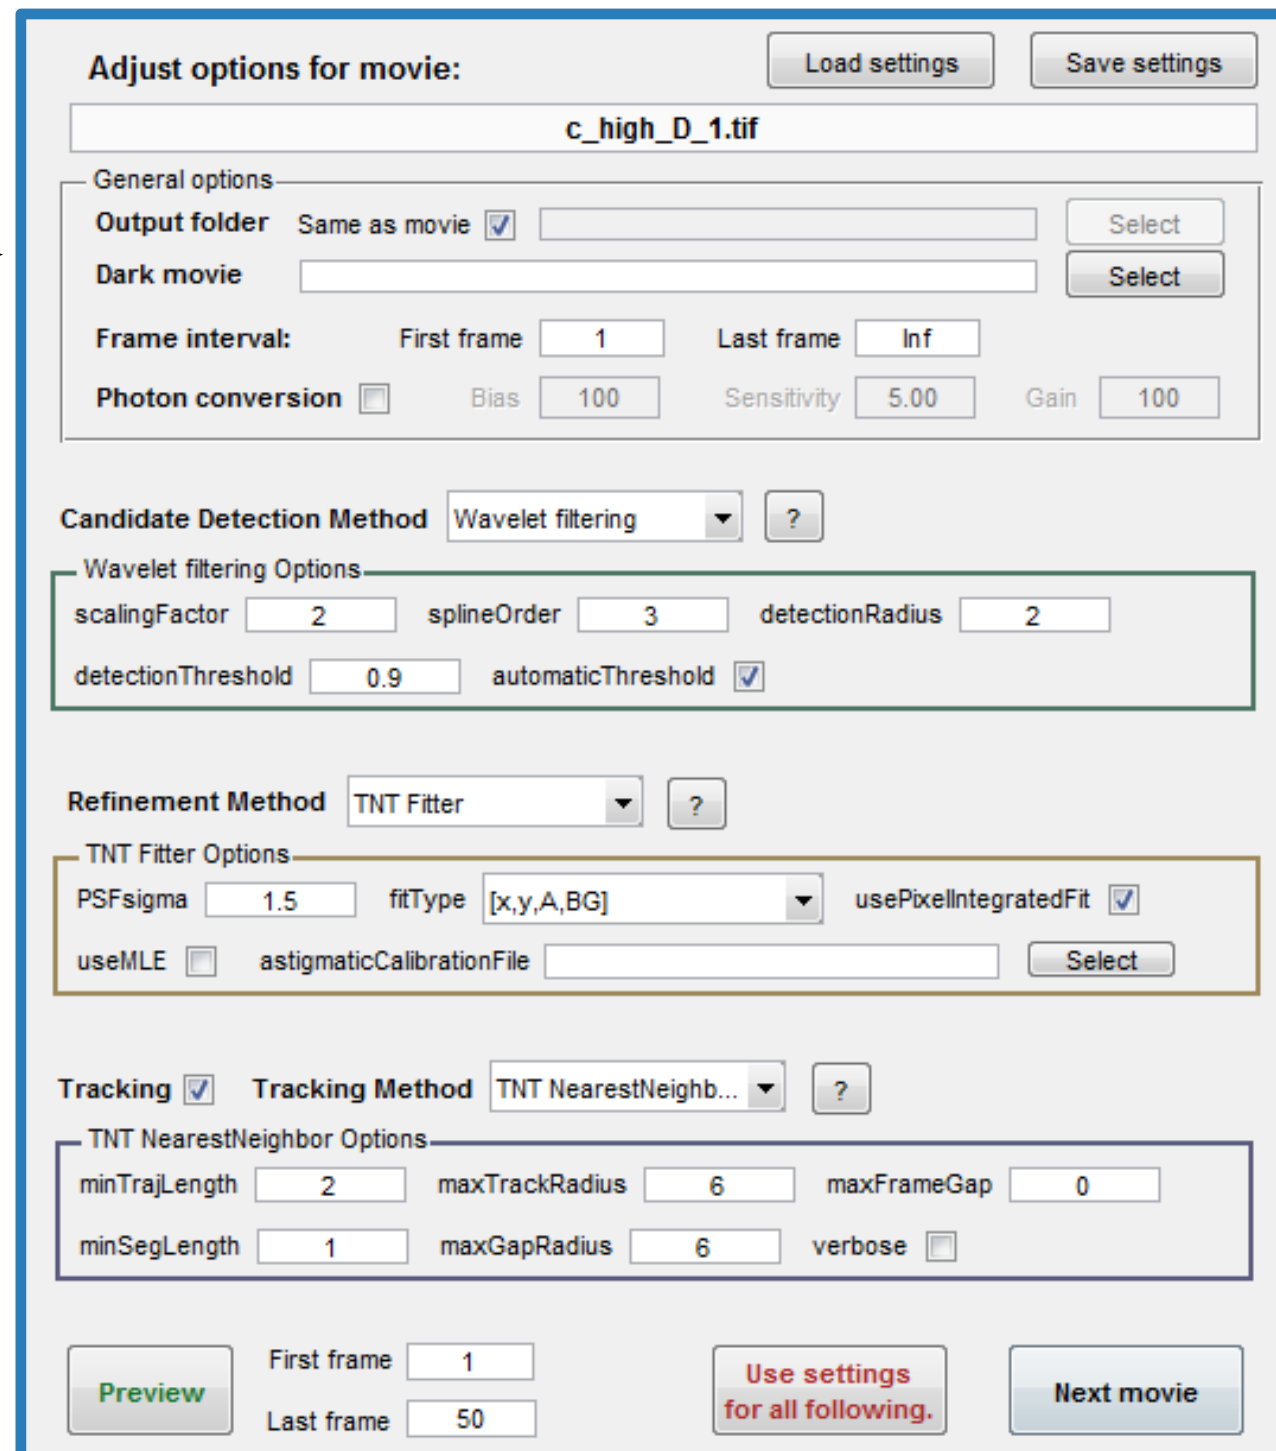 Adjust options for movie: Load settings Save settings
c_high_D_1.tif
General options
Output folder Same as movie Select
Dark movie Select
Frame interval: First frame 1 Last frame Inf
Photon conversion Bias 100 Sensitivity 5.00 Gain 100
Candidate Detection Method Wavelet filtering ?
Wavelet filtering Options
scalingFactor 2 splineOrder 3 detectionRadius 2
detectionThreshold 0.9 automaticThreshold
Refinement Method TNT Fitter ?
TNT Fitter Options
PSFsigma 1.5 fitType [x,y,A,BG] usePixelIntegratedFit
useMLE astigmaticCalibrationFile Select
Tracking Tracking Method TNT NearestNeighb... ?
TNT NearestNeighbor Options
minTrajLength 2 maxTrackRadius 6 maxFrameGap 0
minSegLength 1 maxGapRadius 6 verbose
Preview First frame 1
Last frame 50
Use settings
for all following.
Next movie